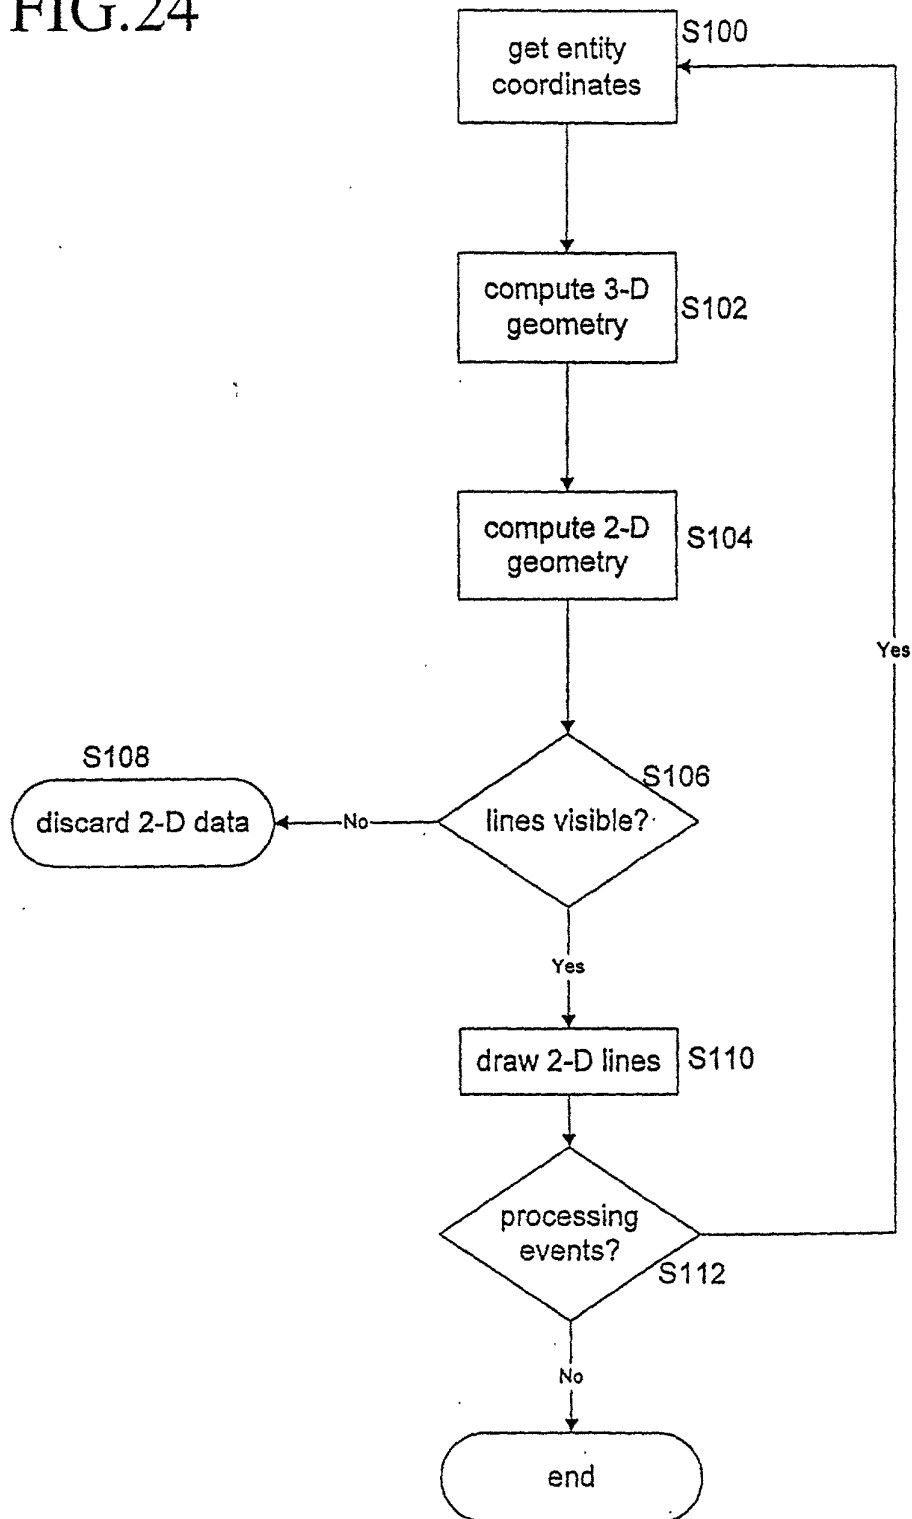 FIG.24
get entity
coordinates
S100
compute 3-D
geometry
S102
compute 2-D
geometry
S104
Yes
S106
lines visible?
No
S108
discard 2-D data
Yes
draw 2-D lines
S110
processing
events?
S112
No
end